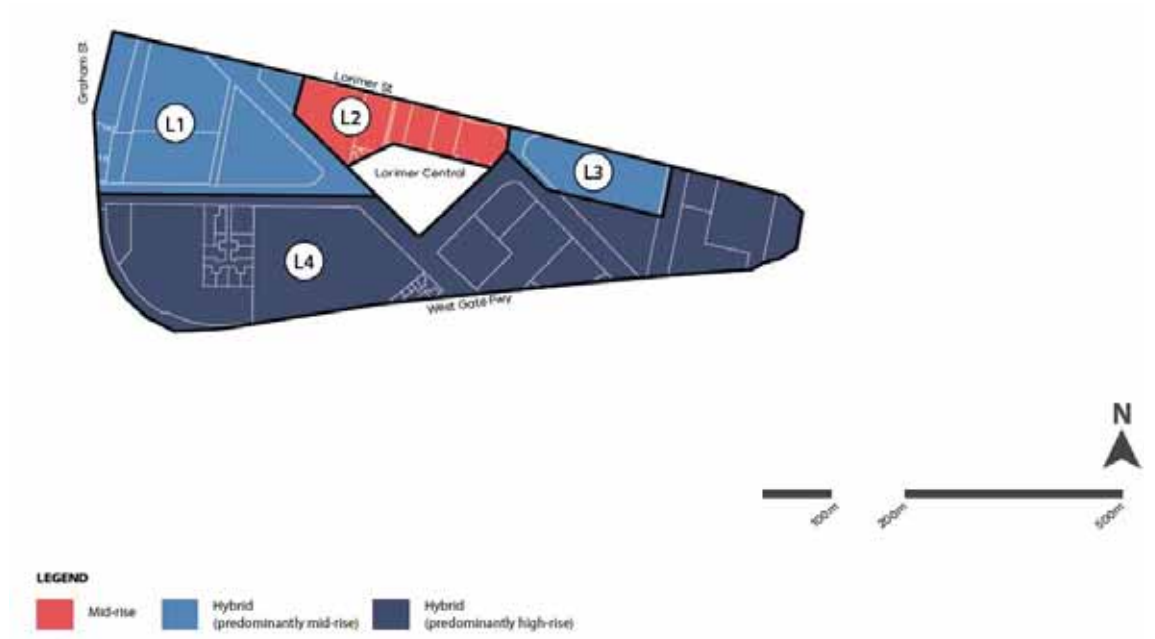 Graham St.
Lorimer St
L1
L2
Lorimer Central
L3
L4
West Gate Fwy
N
100m
200m
500m
LEGEND
Mid-rise
Hybrid
(predominantly mid-rise)
Hybrid
(predominantly high-rise)